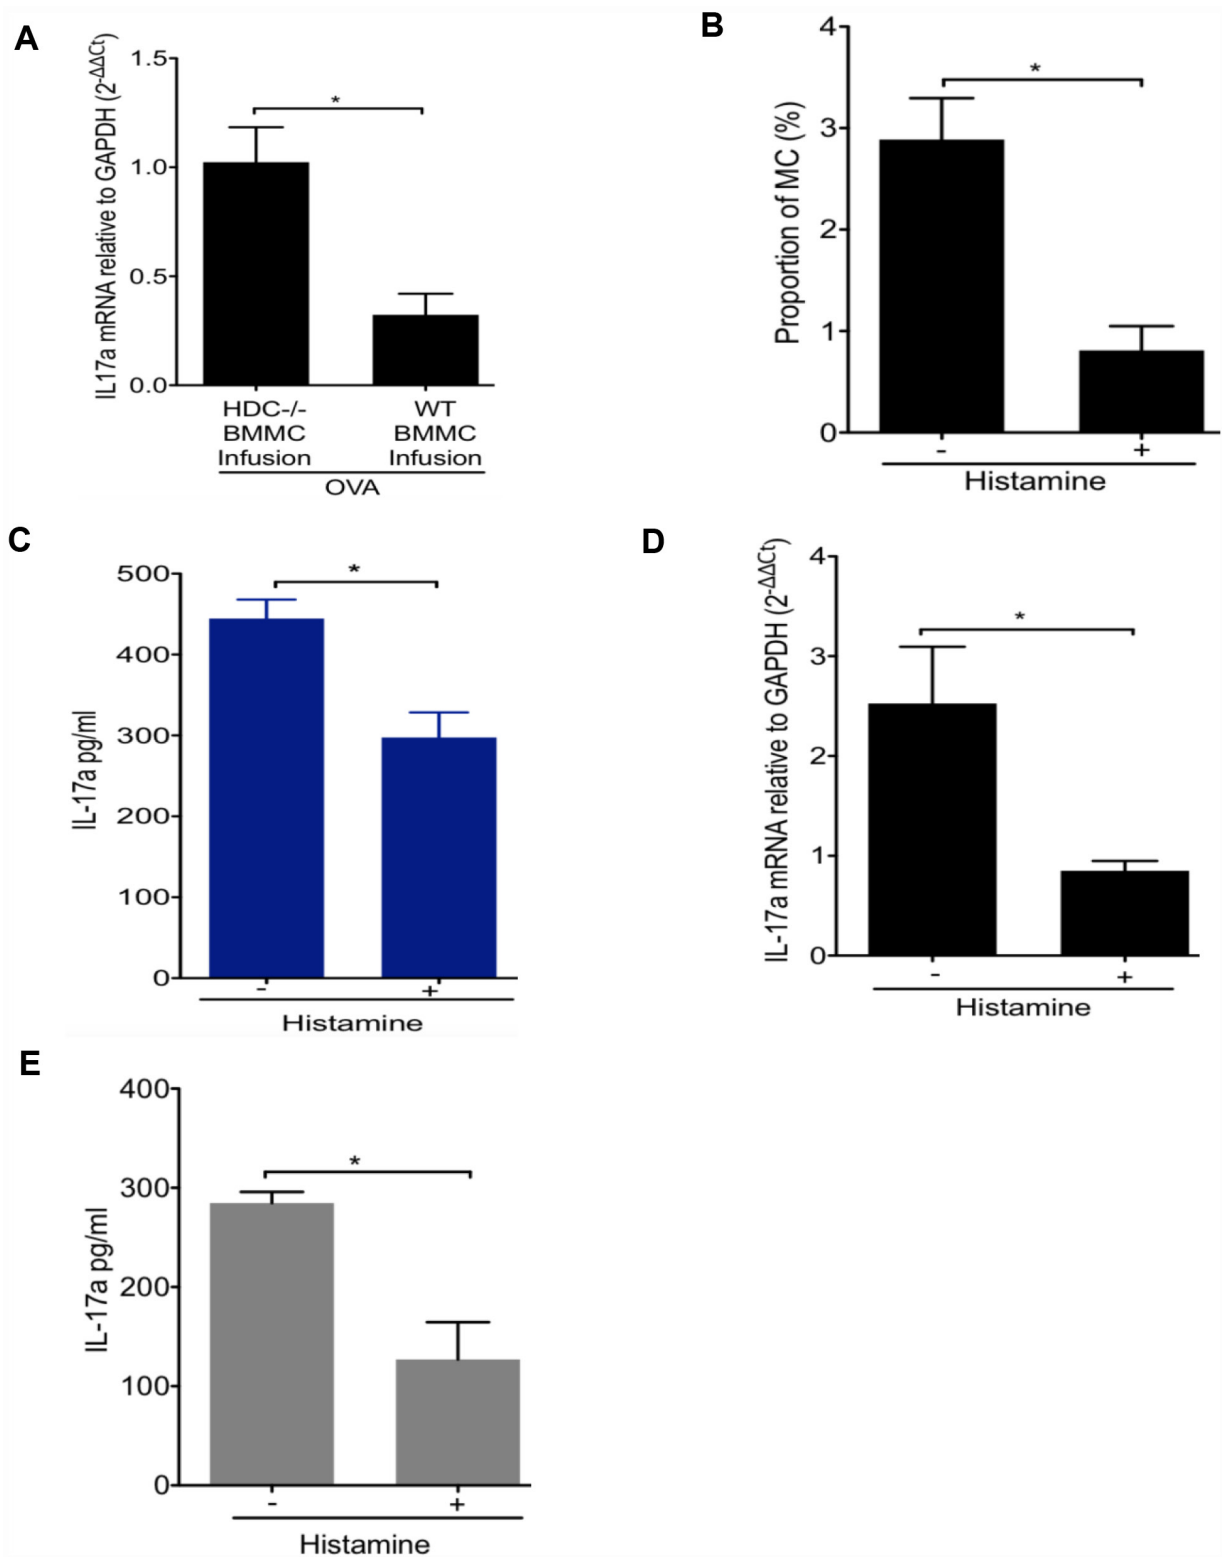 A
IL17a mRNA relative to GAPDH (2-ΔΔCt)
1.5
1.0
0.5
0.0
*
HDC-/-
BMMC
Infusion
WT
BMMC
Infusion
OVA
B
Proportion of MC (%)
4
3
2
1
0
*
- +
Histamine
C
IL-17a pg/ml
500
400
300
200
100
0
*
- +
Histamine
D
IL-17a mRNA relative to GAPDH (2-ΔΔCt)
4
3
2
1
0
*
- +
Histamine
E
IL-17a pg/ml
400
300
200
100
0
*
- +
Histamine